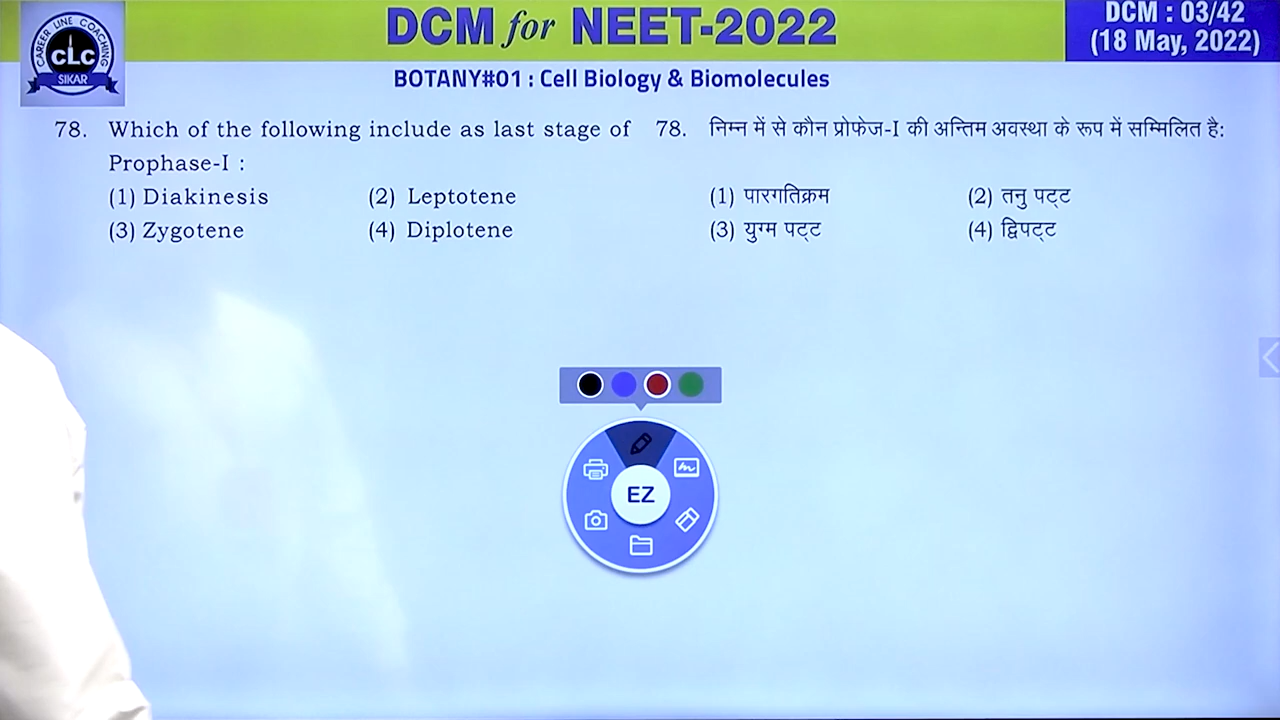 DCM for NEET-2022
DCM : 03/42
(18 May, 2022)
CAREER LINE COACHING
CLC
SIKAR
BOTANY#01 : Cell Biology & Biomolecules
78. Which of the following include as last stage of
Prophase-I :
(1) Diakinesis (2) Leptotene
(3) Zygotene (4) Diplotene
78. निम्न में से कौन प्रोफेज-I की अन्तिम अवस्था के रूप में सम्मिलित है:
(1) पारगतिक्रम (2) तनु पट्ट
(3) युग्म पट्ट (4) द्विपट्ट
EZ